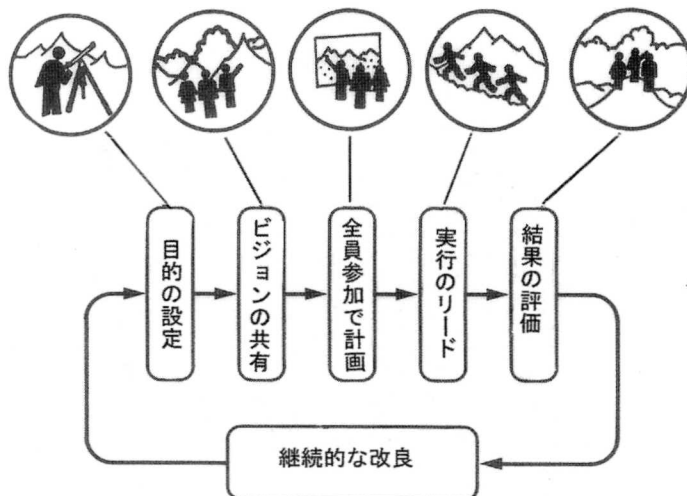 目的の設定
ビジョンの共有
全員参加で計画
実行のリード
結果の評価
継続的な改良